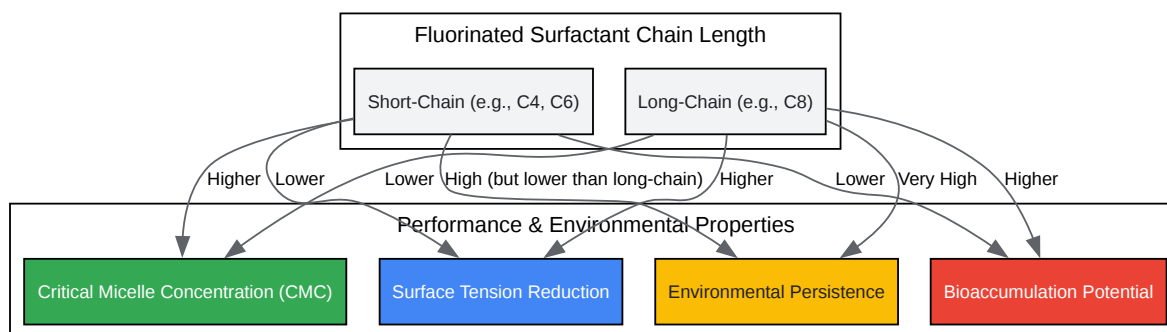 Fluorinated Surfactant Chain Length
Short-Chain (e.g., C4, C6)
Long-Chain (e.g., C8)
Higher
Lower
Lower
High (but lower than long-chain)
Higher
Lower
Very High
Higher
Performance & Environmental Properties
Critical Micelle Concentration (CMC)
Surface Tension Reduction
Environmental Persistence
Bioaccumulation Potential